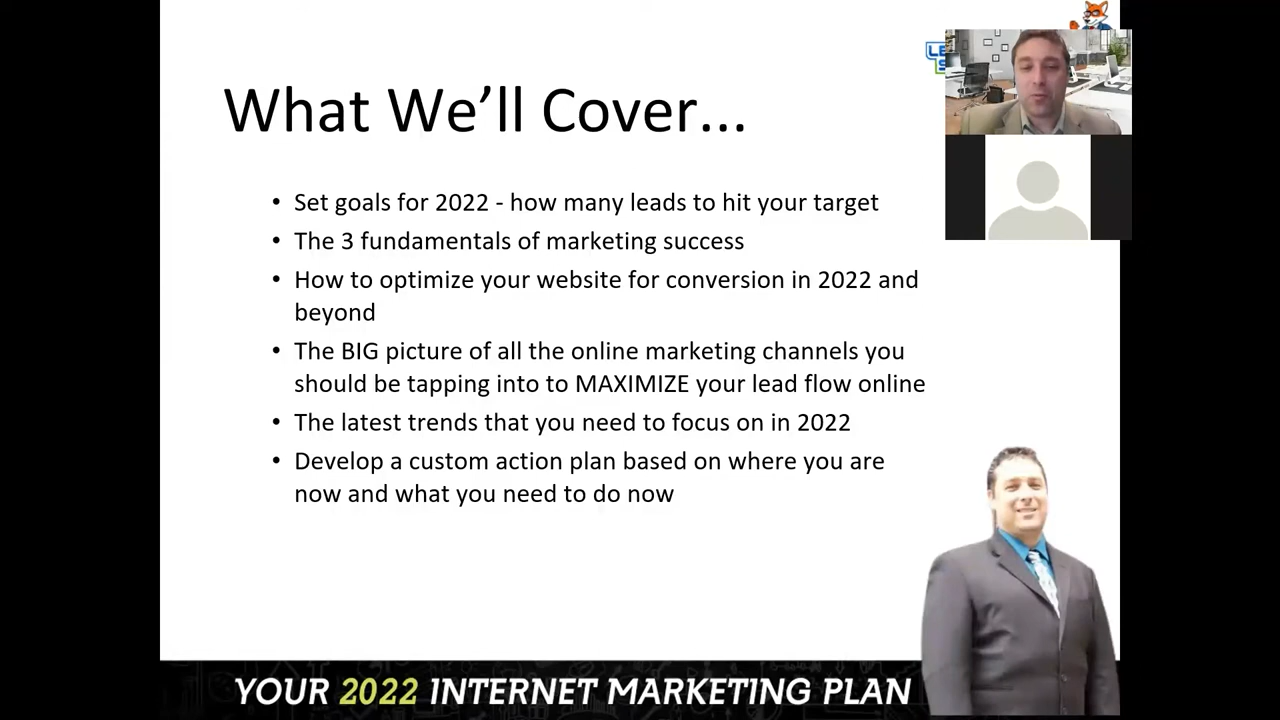 What We'll Cover...
• Set goals for 2022 - how many leads to hit your target
• The 3 fundamentals of marketing success
• How to optimize your website for conversion in 2022 and
beyond
• The BIG picture of all the online marketing channels you
should be tapping into to MAXIMIZE your lead flow online
• The latest trends that you need to focus on in 2022
• Develop a custom action plan based on where you are
now and what you need to do now
YOUR 2022 INTERNET MARKETING PLAN